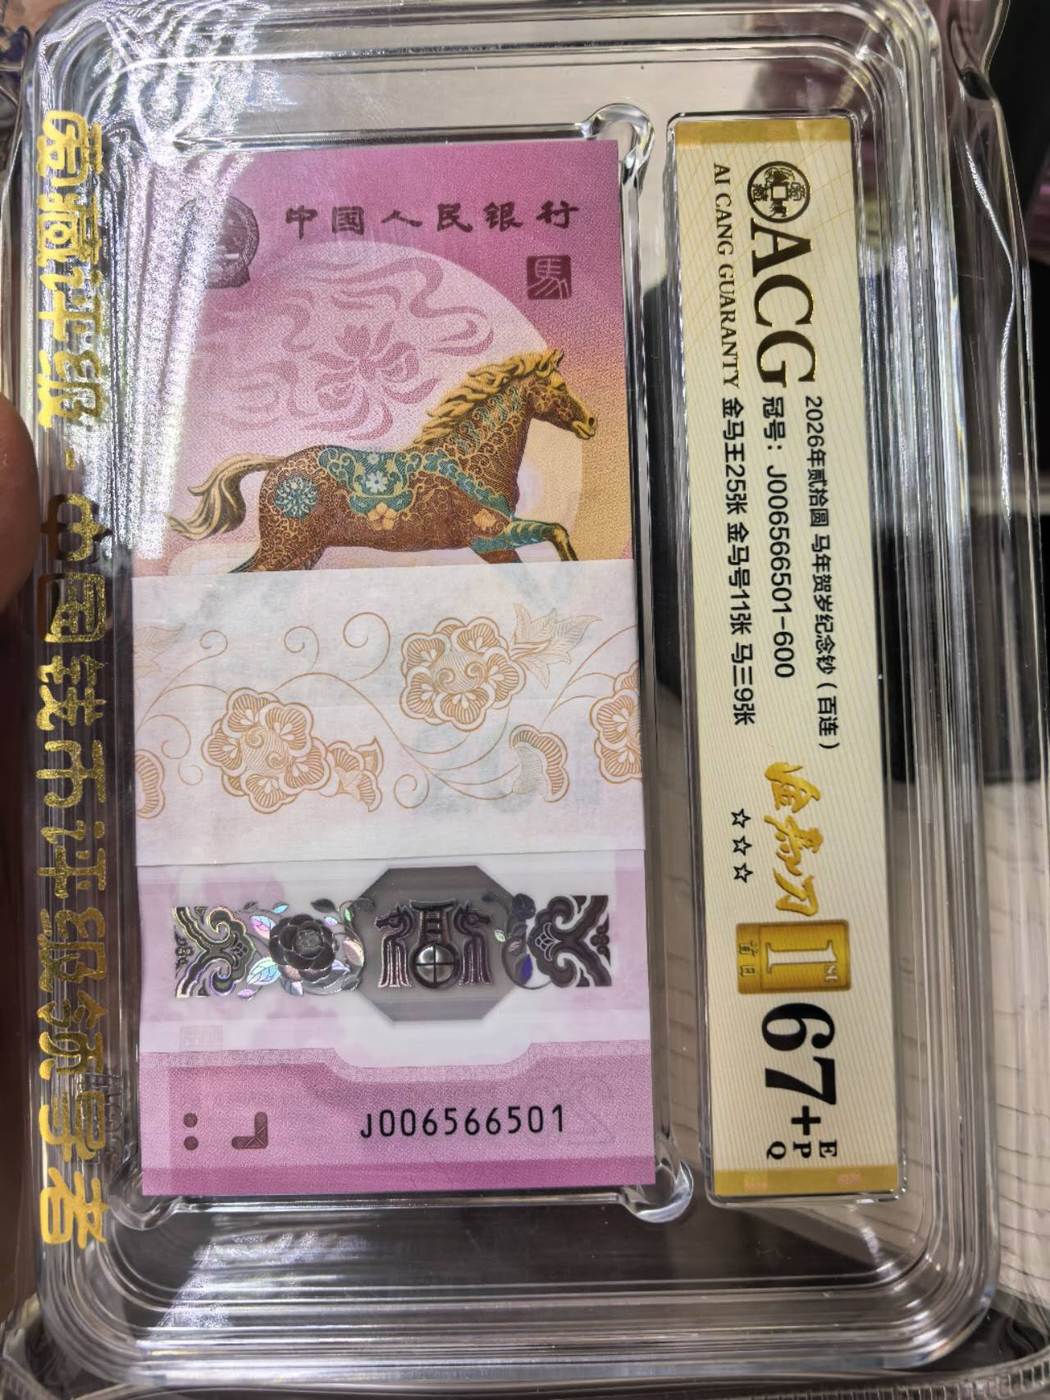 爱藏评级 - 中国钱币评级领导者
中国人民银行
馬
J006566501
ACG
AI CANG GUARANTY
2026年贰拾圆 马年贺岁纪念钞（百连）
冠号：J006566501-600
金马王25张 金马号11张 马三9张
☆☆☆
1st
首日
67+
EPQ